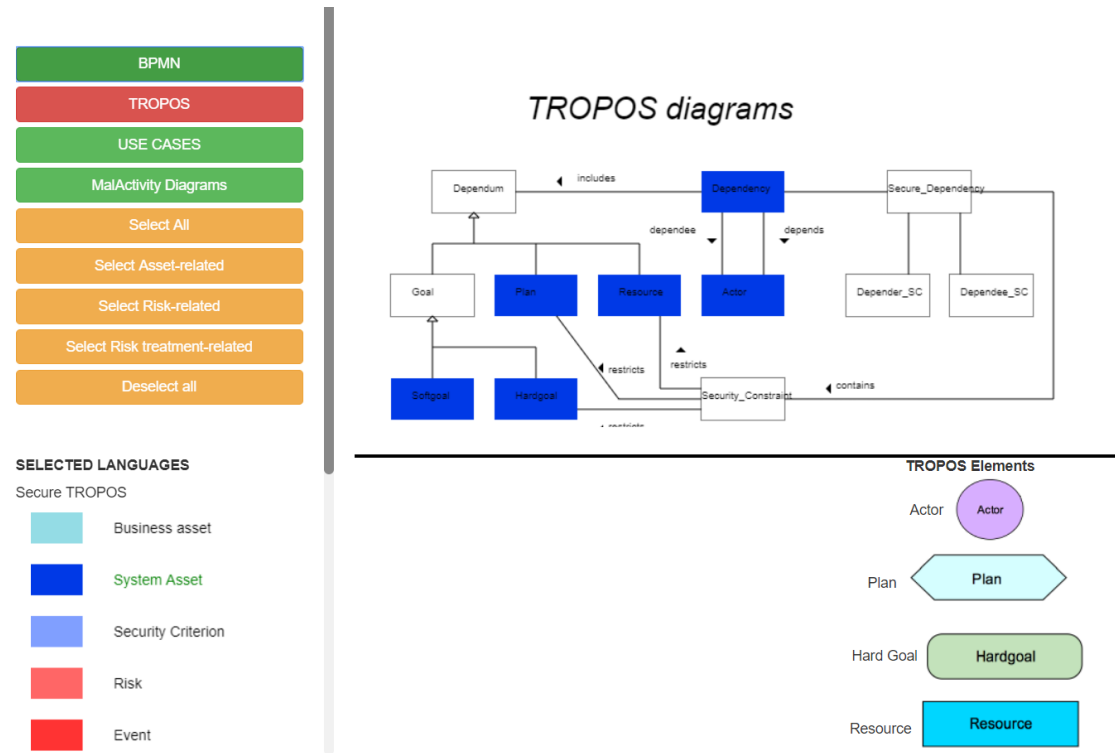 BPMN
TROPOS
USE CASES
MalActivity Diagrams
Select All
Select Asset-related
Select Risk-related
Select Risk treatment-related
Deselect all
SELECTED LANGUAGES
Secure TROPOS
Business asset
System Asset
Security Criterion
Risk
Event
TROPOS diagrams
Dependum
includes
Dependency
Secure_Dependency
dependee
depends
Goal
Plan
Resource
Actor
Depender_SC
Dependee_SC
restricts
restricts
contains
Softgoal
Hardgoal
Security_Constraint
restricts
TROPOS Elements
Actor
Actor
Plan
Plan
Hard Goal
Hardgoal
Resource
Resource